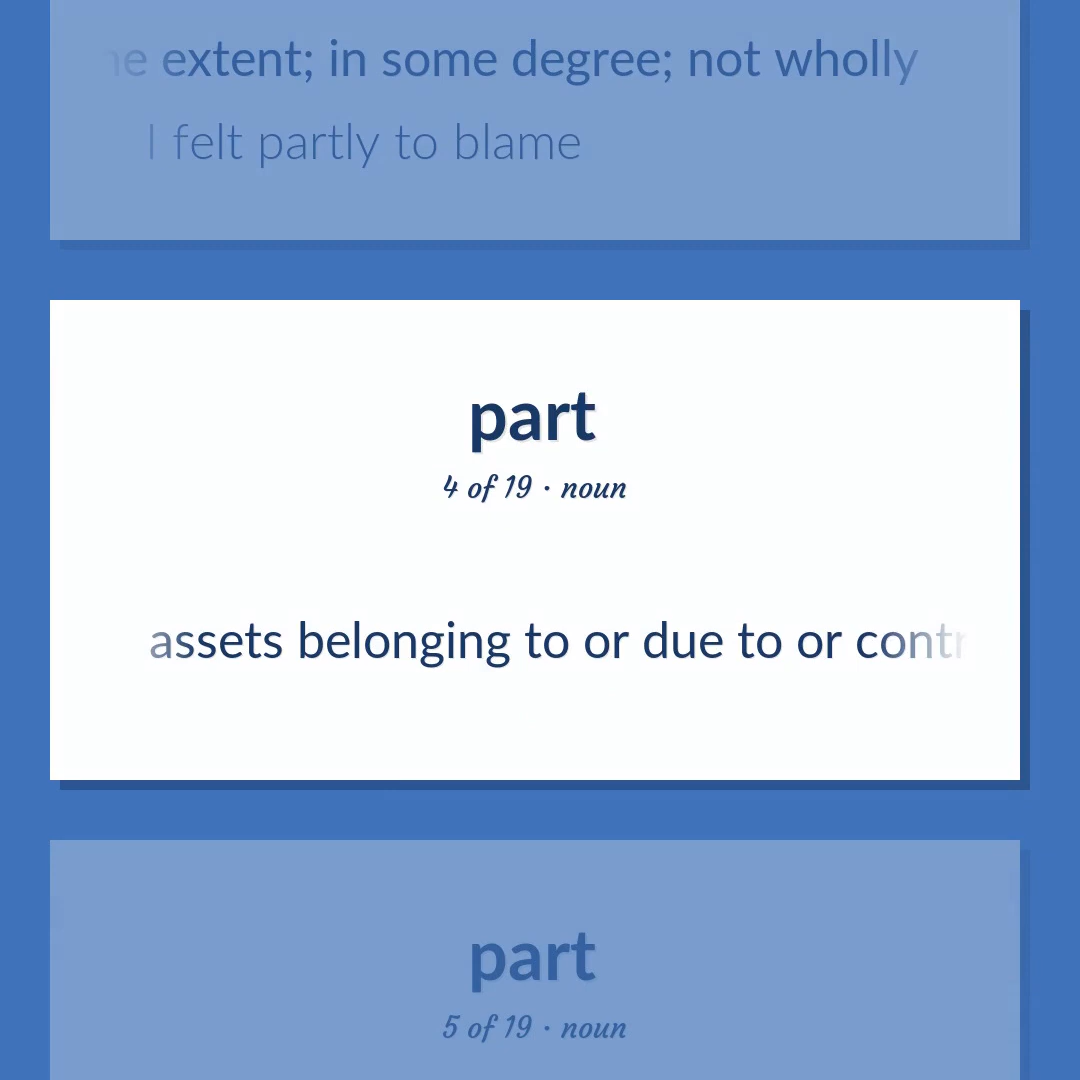 extent; in some degree; not wholly
I felt partly to blame
part
4 of 19 · noun
assets belonging to or due to or
part
5 of 19 · noun